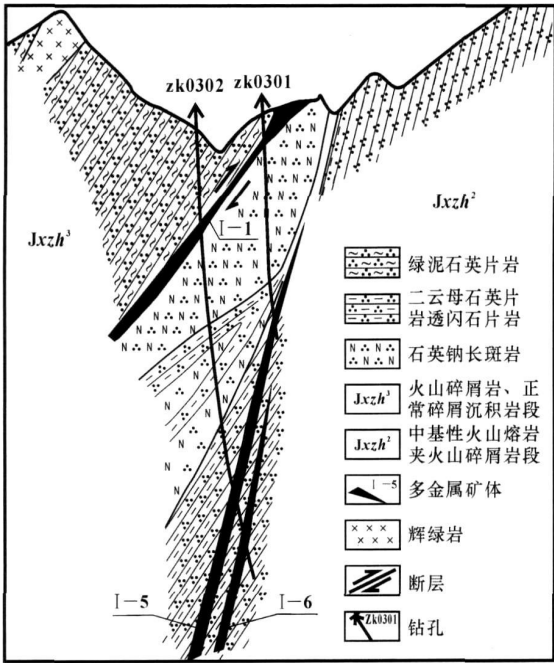 zk0302 zk0301
Jxzh³
Jxzh²
I-1
I-5
I-6
绿泥石英片岩
二云母石英片
岩透闪石片岩
N N
N N
石英钠长斑岩
Jxzh³
火山碎屑岩、正
常碎屑沉积岩段
Jxzh²
中基性火山熔岩
夹火山碎屑岩段
I-5
多金属矿体
辉绿岩
断层
Zk0301
钻孔